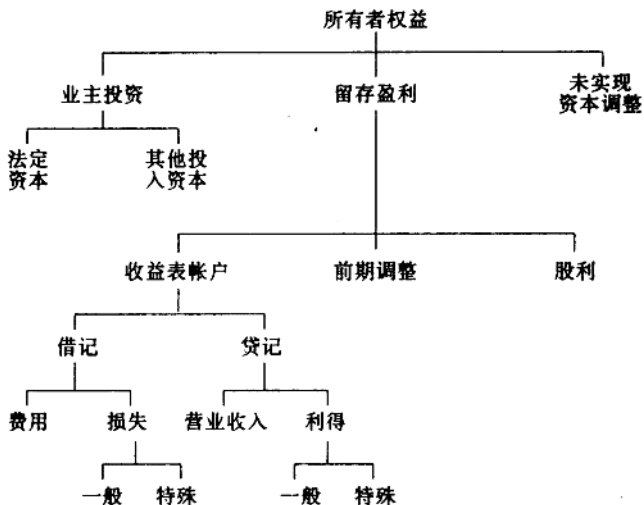 所有者权益
业主投资
留存盈利
未实现
资本调整
法定
资本
其他投
入资本
收益表帐户
前期调整
股利
借记
贷记
费用
损失
营业收入
利得
一般
特殊
一般
特殊